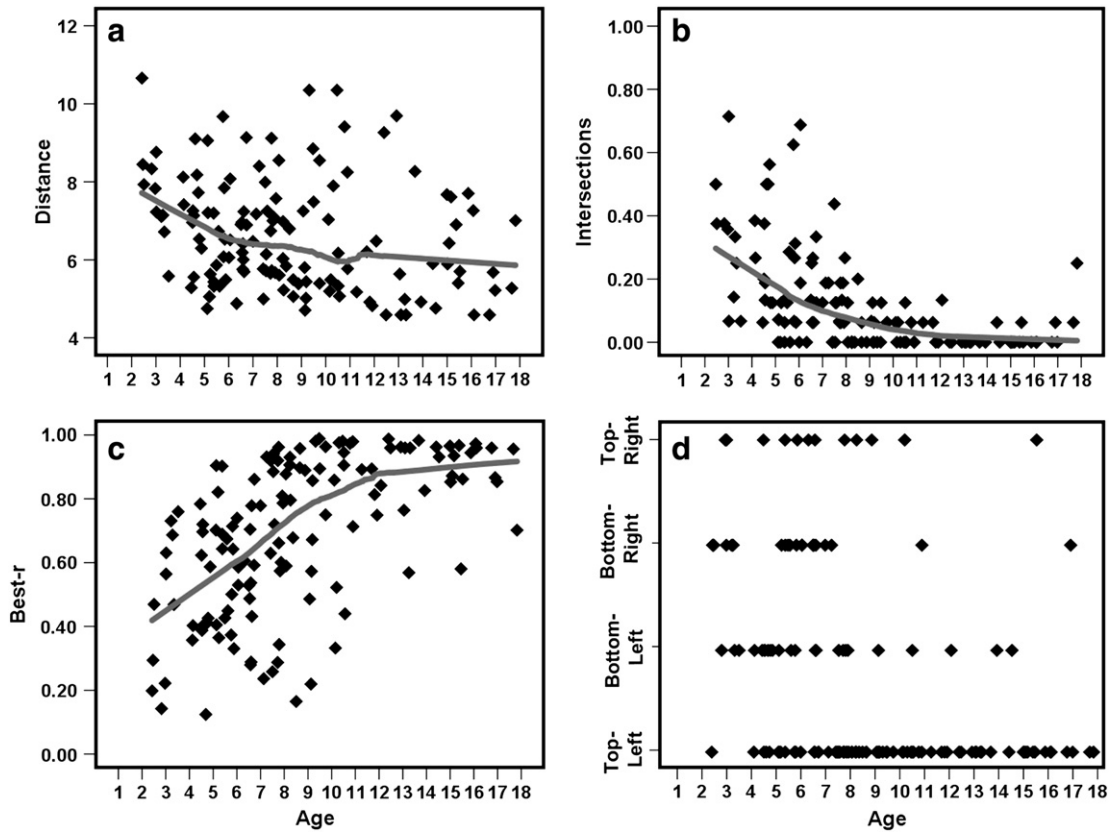 a
Distance
12
10
8
6
4
1 2 3 4 5 6 7 8 9 10 11 12 13 14 15 16 17 18
b
Intersections
1.00
0.80
0.60
0.40
0.20
0.00
1 2 3 4 5 6 7 8 9 10 11 12 13 14 15 16 17 18
c
Best-r
1.00
0.80
0.60
0.40
0.20
0.00
1 2 3 4 5 6 7 8 9 10 11 12 13 14 15 16 17 18
Age
d
Top-
Right
Bottom-
Right
Bottom-
Left
Top-
Left
1 2 3 4 5 6 7 8 9 10 11 12 13 14 15 16 17 18
Age